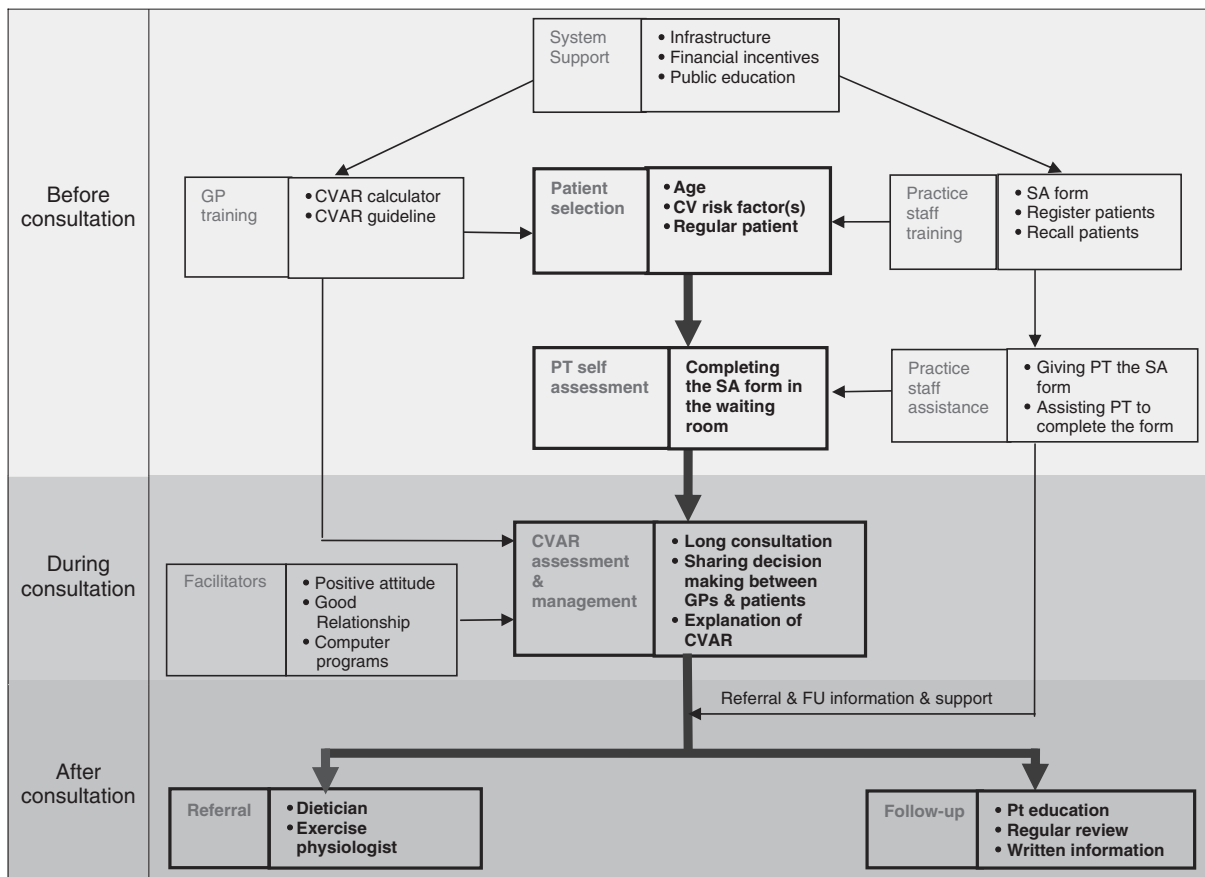 System
Support
• Infrastructure
• Financial incentives
• Public education
Before
consultation
GP
training
• CVAR calculator
• CVAR guideline
Patient
selection
• Age
• CV risk factor(s)
• Regular patient
Practice
staff
training
• SA form
• Register patients
• Recall patients
PT self
assessment
Completing
the SA form in
the waiting
room
Practice
staff
assistance
• Giving PT the SA
form
• Assisting PT to
complete the form
During
consultation
Facilitators
• Positive attitude
• Good
Relationship
• Computer
programs
CVAR
assessment
&
management
• Long consultation
• Sharing decision
making between
GPs & patients
• Explanation of
CVAR
Referral & FU information & support
After
consultation
Referral
• Dietician
• Exercise
physiologist
Follow-up
• Pt education
• Regular review
• Written information